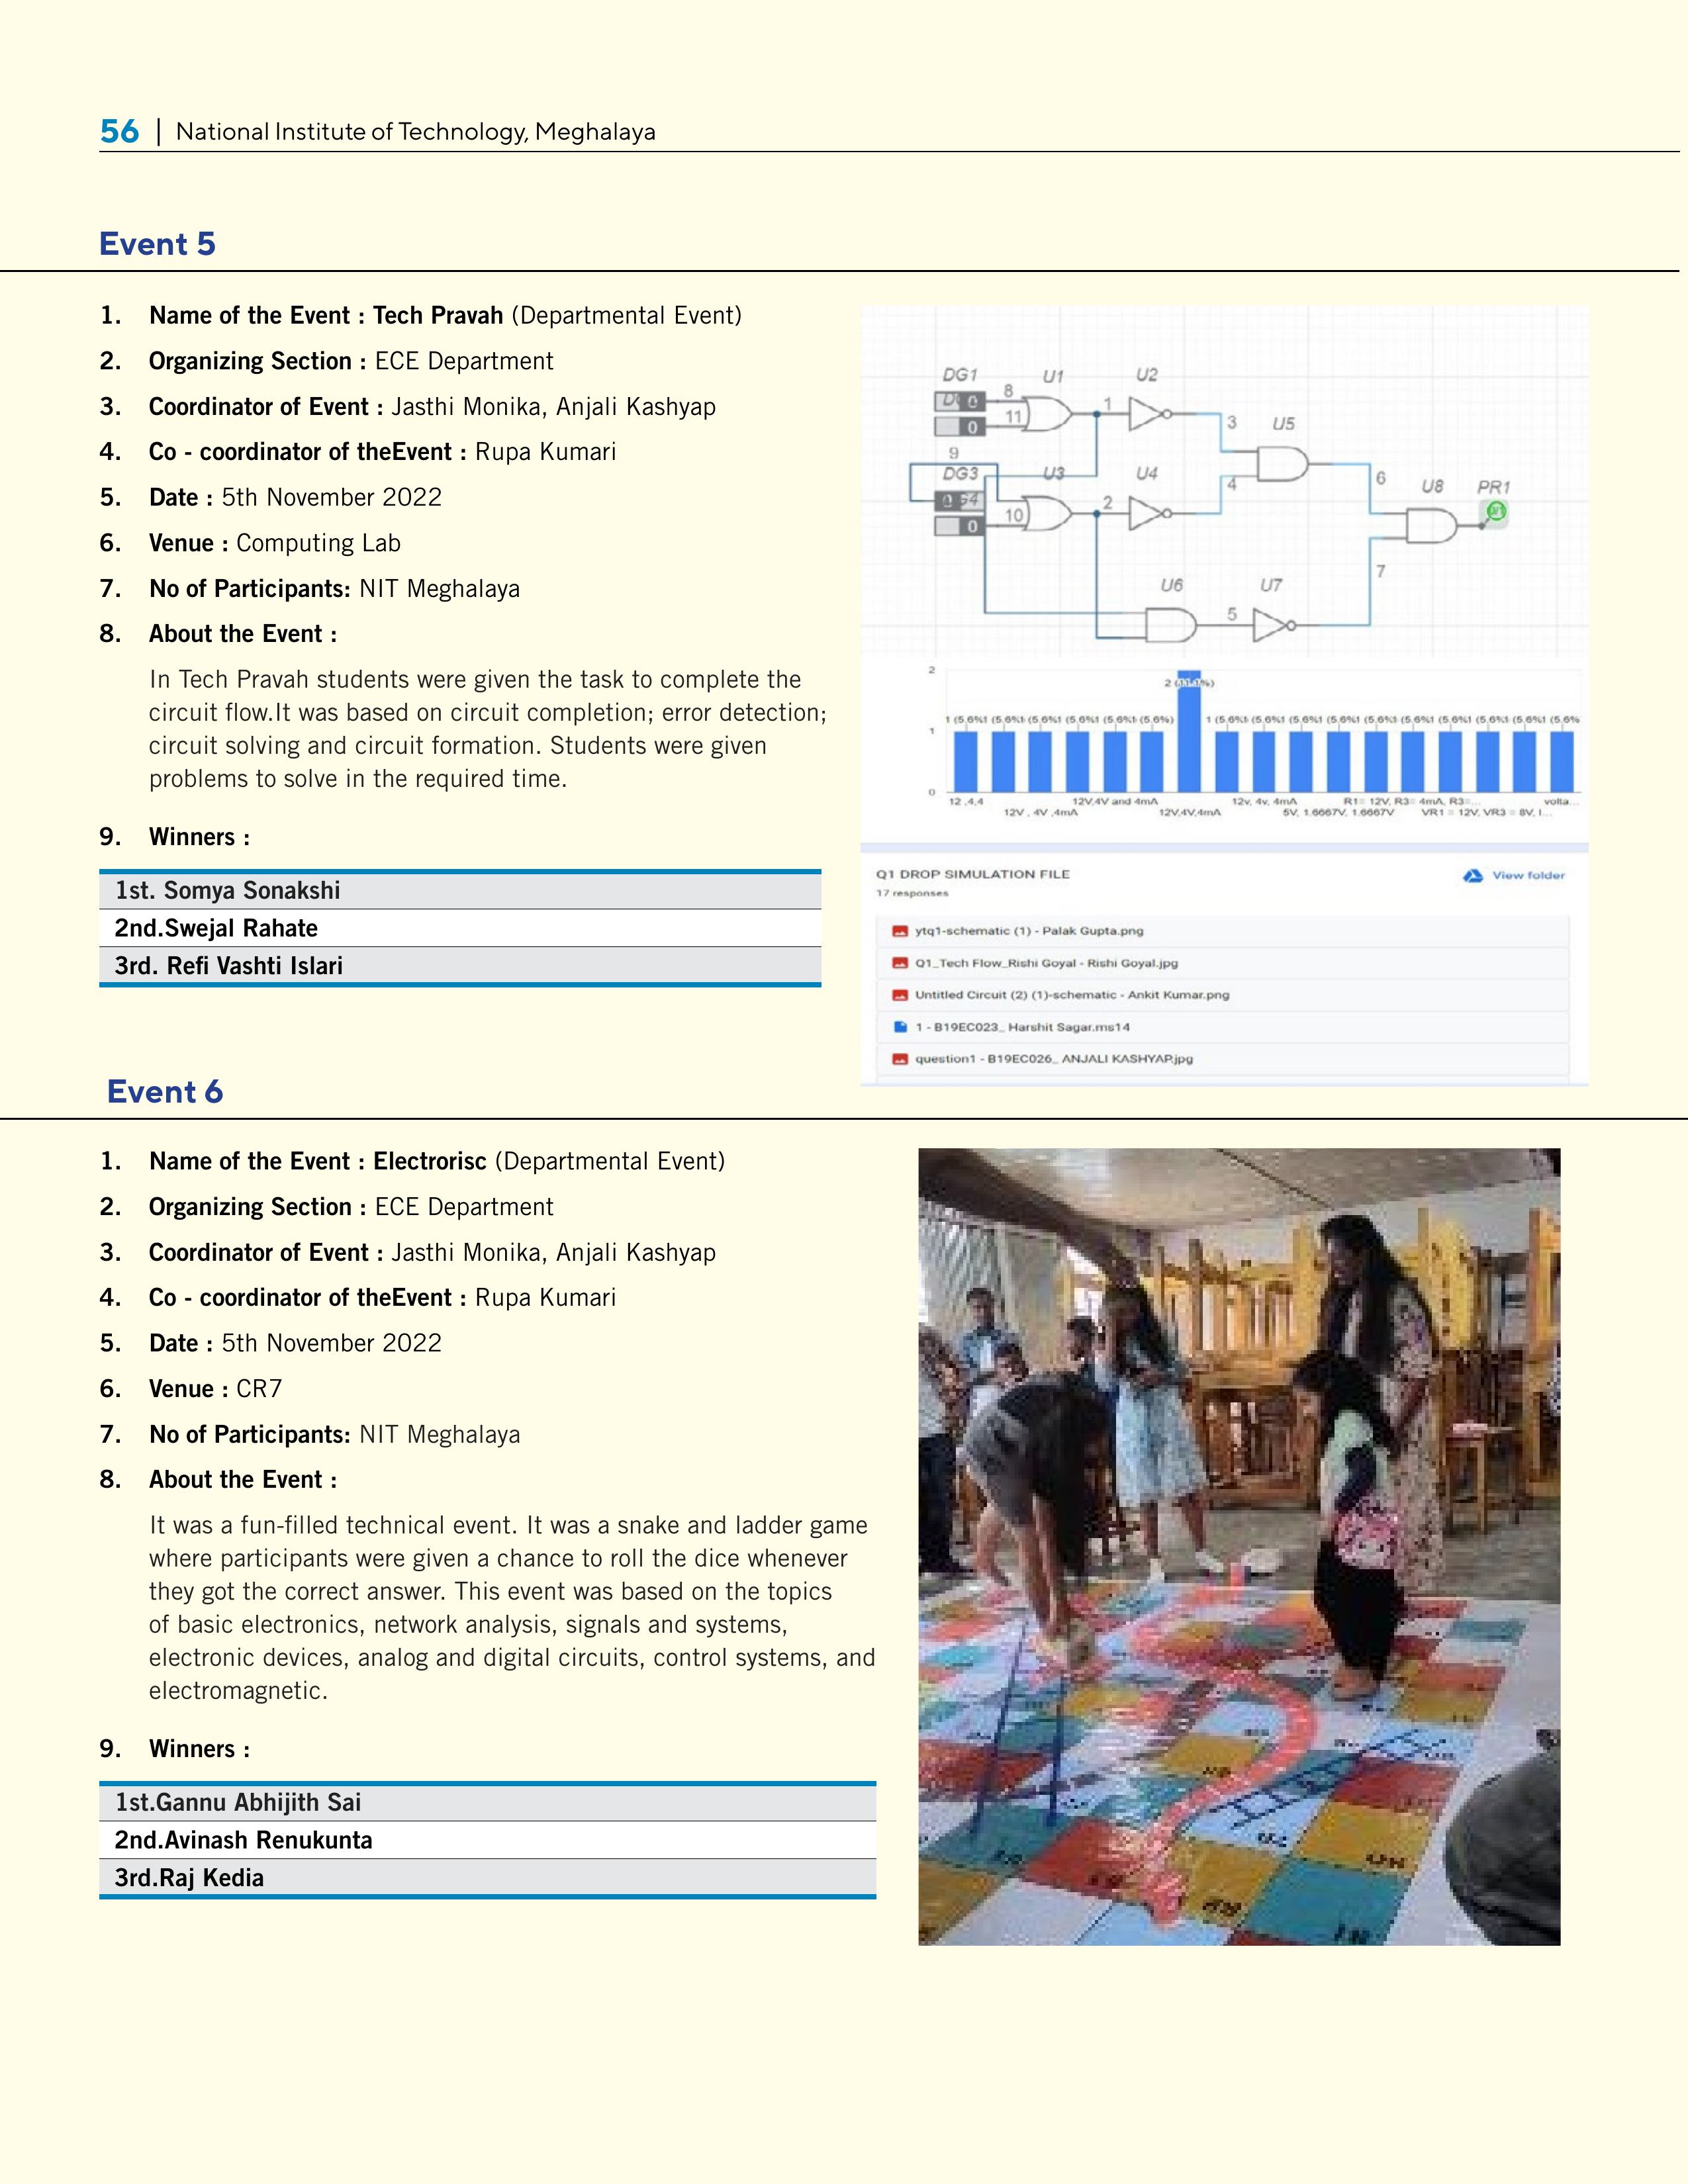 56 | National Institute of Technology, Meghalaya
Event 5
1. Name of the Event : Tech Pravah (Departmental Event)
2. Organizing Section : ECE Department
3. Coordinator of Event : Jasthi Monika, Anjali Kashyap
4. Co - coordinator of theEvent : Rupa Kumari
5. Date : 5th November 2022
6. Venue : Computing Lab
7. No of Participants: NIT Meghalaya
8. About the Event :
In Tech Pravah students were given the task to complete the
circuit flow.It was based on circuit completion; error detection;
circuit solving and circuit formation. Students were given
problems to solve in the required time.
9. Winners :
1st. Somya Sonakshi
2nd.Swejal Rahate
3rd. Refi Vashti Islari
DG1 U1 U2
8 1
0
11 3 U5
0
9
DG3 U3 U4 4 6 U8 PR1
0 2
10
0
7
U6 U7
5
2
2
1 (5.6%) 1 (5.6%) 1 (5.6%) 1 (5.6%) 1 (5.6%) 1 (5.6%) 1 (5.6%) 1 (5.6%) 1 (5.6%) 1 (5.6%) 1 (5.6%) 1 (5.6%) 1 (5.6%) 1 (5.6%) 1 (5.6%) 1 (5.6%
1
0
12 ,4,4 12V,4V and 4mA 12v, 4v, 4mA R1= 12V, R3= 4mA, R3=... volta...
12V , 4V ,4mA 12V,4V,4mA 5V, 1.6667V, 1.6667V VR1 = 12V, VR3 = 8V, I...
Q1 DROP SIMULATION FILE
View folder
17 responses
ytq1-schematic (1) - Palak Gupta.png
Q1_Tech Flow_Rishi Goyal - Rishi Goyal.jpg
Untitled Circuit (2) (1)-schematic - Ankit Kumar.png
1 - B19EC023_ Harshit Sagar.ms14
question1 - B19EC026_ ANJALI KASHYAP.jpg
Event 6
1. Name of the Event : Electrorisc (Departmental Event)
2. Organizing Section : ECE Department
3. Coordinator of Event : Jasthi Monika, Anjali Kashyap
4. Co - coordinator of theEvent : Rupa Kumari
5. Date : 5th November 2022
6. Venue : CR7
7. No of Participants: NIT Meghalaya
8. About the Event :
It was a fun-filled technical event. It was a snake and ladder game
where participants were given a chance to roll the dice whenever
they got the correct answer. This event was based on the topics
of basic electronics, network analysis, signals and systems,
electronic devices, analog and digital circuits, control systems, and
electromagnetic.
9. Winners :
1st.Gannu Abhijith Sai
2nd.Avinash Renukunta
3rd.Raj Kedia